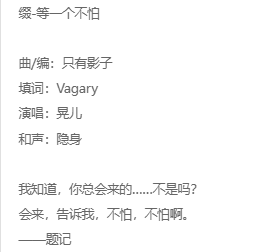 缀-等一个不怕
曲/编：只有影子
填词：Vagary
演唱：晃儿
和声：隐身
我知道，你总会来的……不是吗？
会来，告诉我，不怕，不怕啊。
——题记